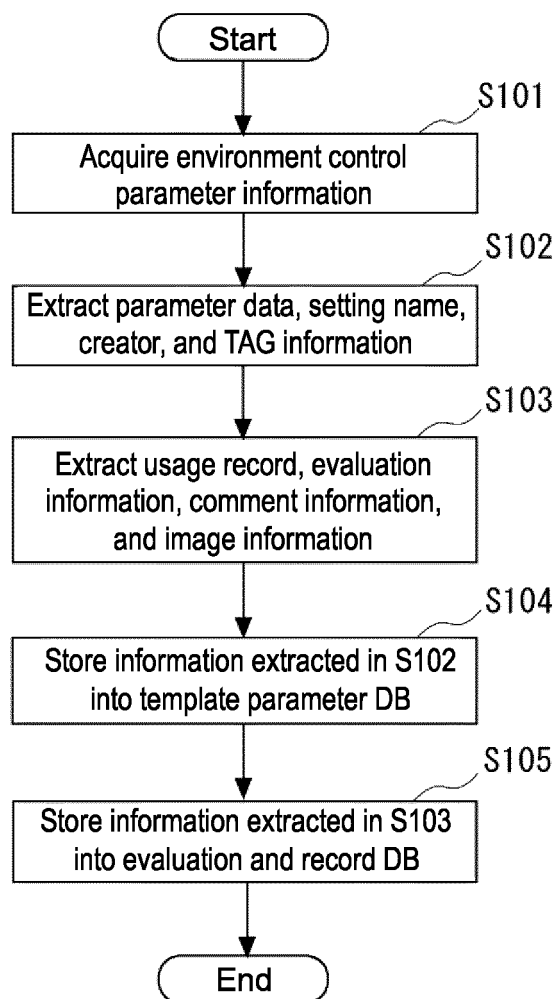 Start
S101
Acquire environment control
parameter information
S102
Extract parameter data, setting name,
creator, and TAG information
S103
Extract usage record, evaluation
information, comment information,
and image information
S104
Store information extracted in S102
into template parameter DB
S105
Store information extracted in S103
into evaluation and record DB
End